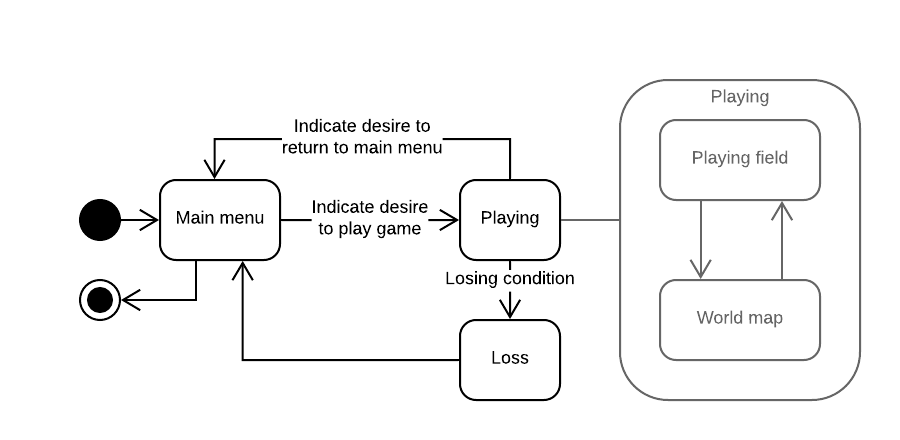 Playing
Indicate desire to
return to main menu
Playing field
Main menu
Indicate desire
to play game
Playing
Losing condition
World map
Loss